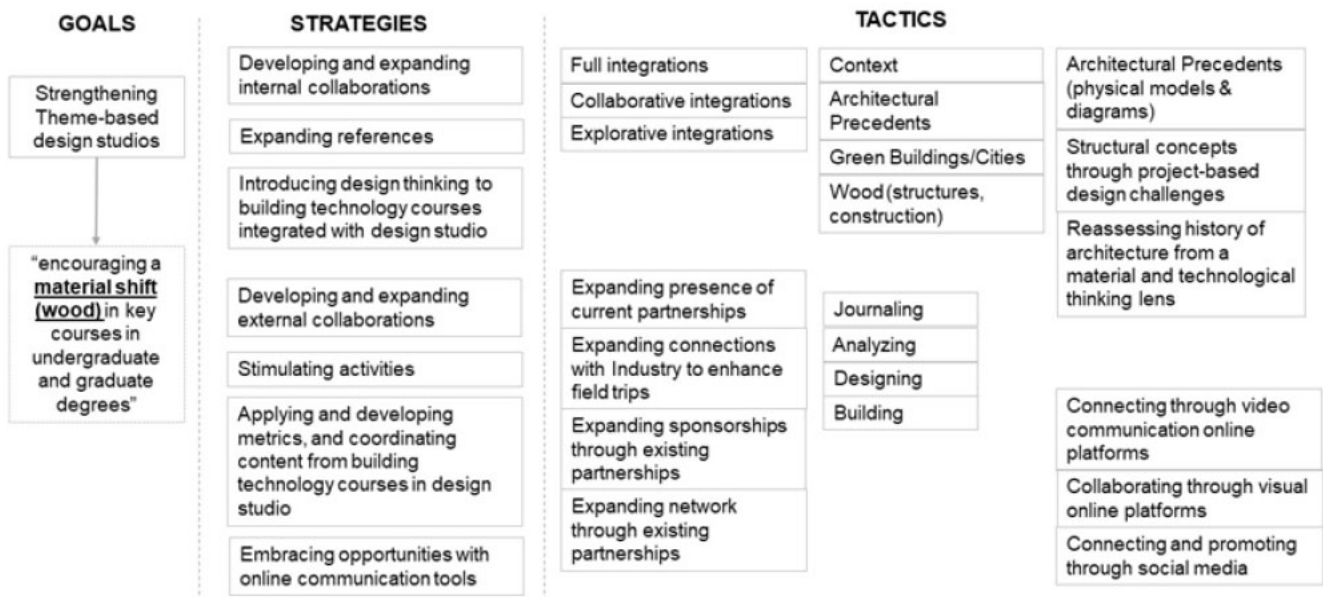 GOALS
Strengthening
Theme-based
design studios
“encouraging a
material shift
(wood) in key
courses in
undergraduate
and graduate
degrees”
STRATEGIES
Developing and expanding
internal collaborations
Expanding references
Introducing design thinking to
building technology courses
integrated with design studio
Developing and expanding
external collaborations
Stimulating activities
Applying and developing
metrics, and coordinating
content from building
technology courses in design
studio
Embracing opportunities with
online communication tools
TACTICS
Full integrations
Collaborative integrations
Explorative integrations
Expanding presence of
current partnerships
Expanding connections
with Industry to enhance
field trips
Expanding sponsorships
through existing
partnerships
Expanding network
through existing
partnerships
Context
Architectural
Precedents
Green Buildings/Cities
Wood (structures,
construction)
Journaling
Analyzing
Designing
Building
Architectural Precedents
(physical models &
diagrams)
Structural concepts
through project-based
design challenges
Reassessing history of
architecture from a
material and technological
thinking lens
Connecting through video
communication online
platforms
Collaborating through visual
online platforms
Connecting and promoting
through social media